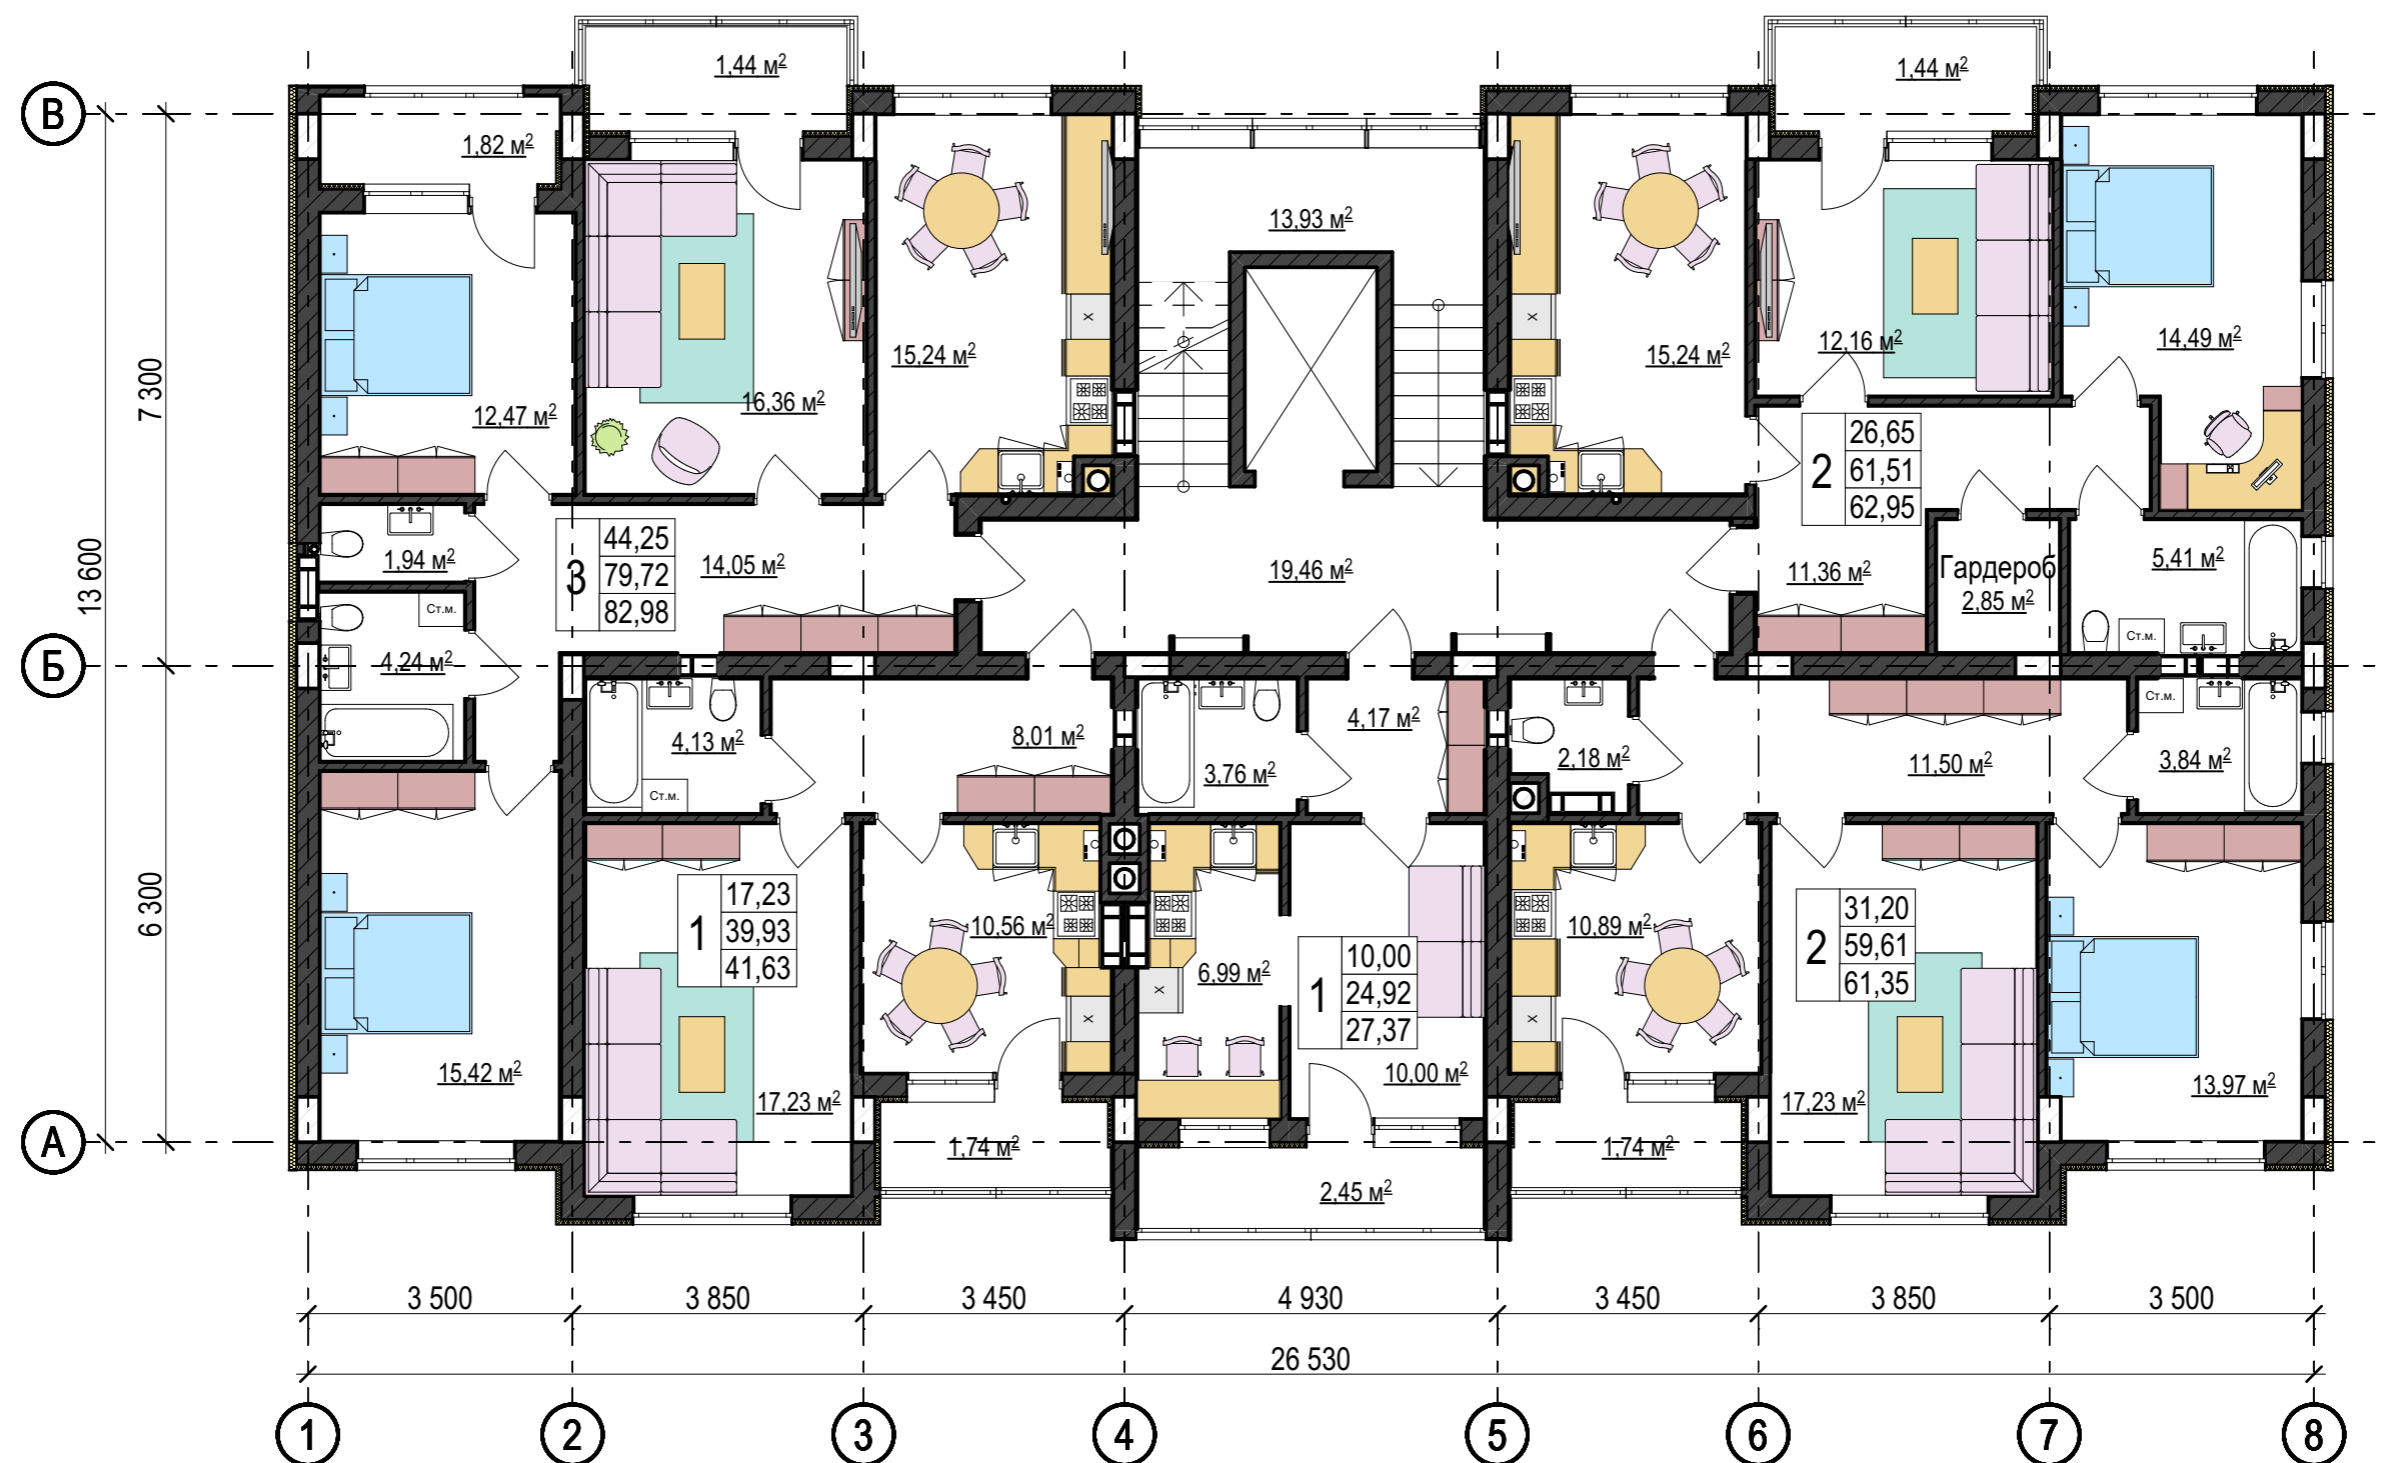 1,44 м²
1,44 м²
В
1,82 м²
13,93 м²
15,24 м²
15,24 м²
12,16 м²
14,49 м²
7 300
12,47 м²
16,36 м²
X
X
2
26,65
61,51
62,95
13 600
1,94 м²
3
44,25
79,72
82,98
14,05 м²
19,46 м²
11,36 м²
Гардероб
2,85 м²
5,41 м²
Ст.м.
Ст.м.
Б
4,24 м²
4,13 м²
Ст.м.
8,01 м²
3,76 м²
4,17 м²
2,18 м²
11,50 м²
Ст.м.
3,84 м²
6 300
1
17,23
39,93
41,63
10,56 м²
X
6,99 м²
X
1
10,00
24,92
27,37
10,89 м²
X
2
31,20
59,61
61,35
15,42 м²
17,23 м²
10,00 м²
17,23 м²
13,97 м²
А
1,74 м²
2,45 м²
1,74 м²
3 500
3 850
3 450
4 930
3 450
3 850
3 500
26 530
1
2
3
4
5
6
7
8